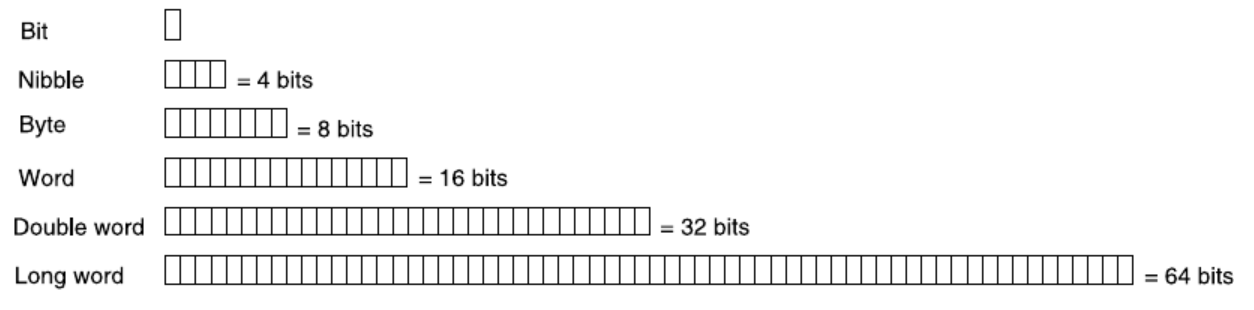 Bit
Nibble = 4 bits
Byte = 8 bits
Word = 16 bits
Double word = 32 bits
Long word = 64 bits